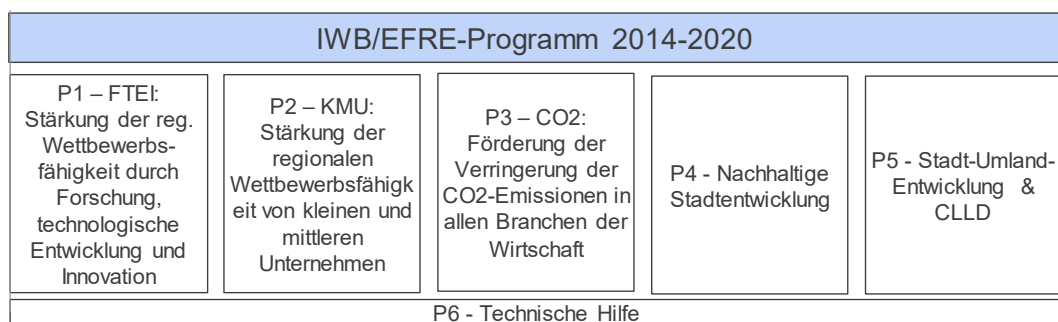 IWB/EFRE-Programm 2014-2020
P1 – FTEI:
Stärkung der reg.
Wettbewerbs-
fähigkeit durch
Forschung,
technologische
Entwicklung und
Innovation
P2 – KMU:
Stärkung der
regionalen
Wettbewerbsfähigk
eit von kleinen und
mittleren
Unternehmen
P3 – CO2:
Förderung der
Verringerung der
CO2-Emissionen in
allen Branchen der
Wirtschaft
P4 - Nachhaltige
Stadtentwicklung
P5 - Stadt-Umland-
Entwicklung &
CLLD
P6 - Technische Hilfe